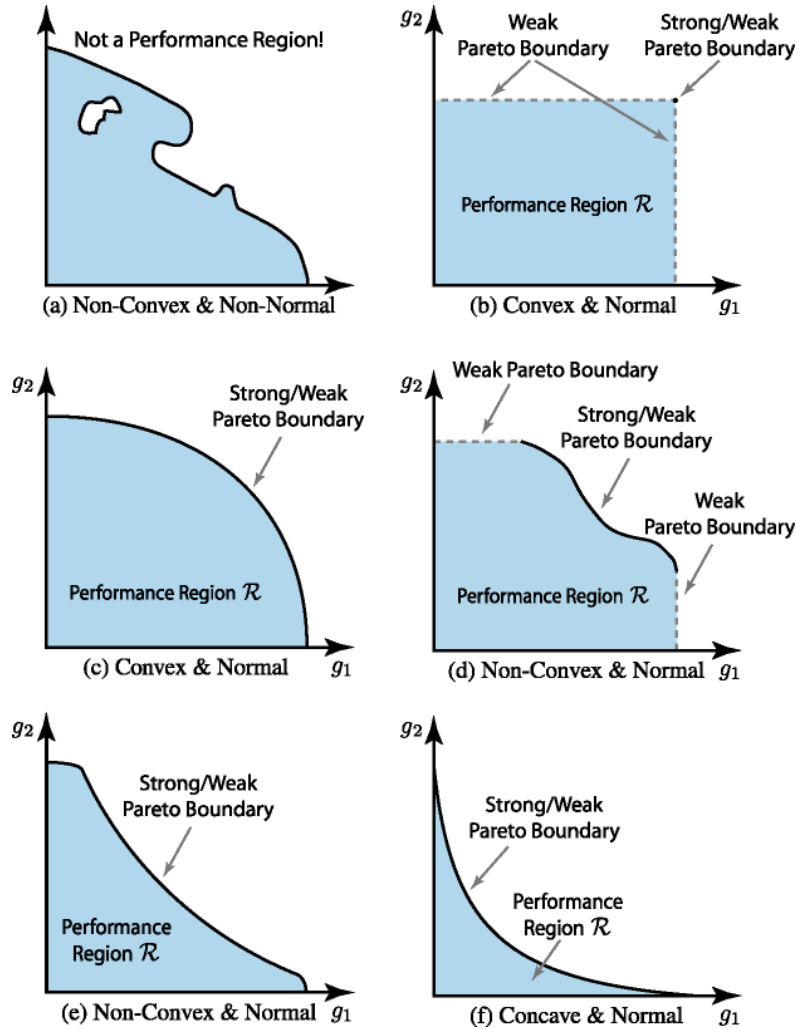 Not a Performance Region!
(a) Non-Convex & Non-Normal
g₂
Weak
Pareto Boundary
Strong/Weak
Pareto Boundary
Performance Region ℛ
(b) Convex & Normal
g₁
g₂
Strong/Weak
Pareto Boundary
Performance Region ℛ
(c) Convex & Normal
g₁
g₂
Weak Pareto Boundary
Strong/Weak
Pareto Boundary
Weak
Pareto Boundary
Performance Region ℛ
(d) Non-Convex & Normal
g₁
g₂
Strong/Weak
Pareto Boundary
Performance
Region ℛ
(e) Non-Convex & Normal
g₁
g₂
Strong/Weak
Pareto Boundary
Performance
Region ℛ
(f) Concave & Normal
g₁